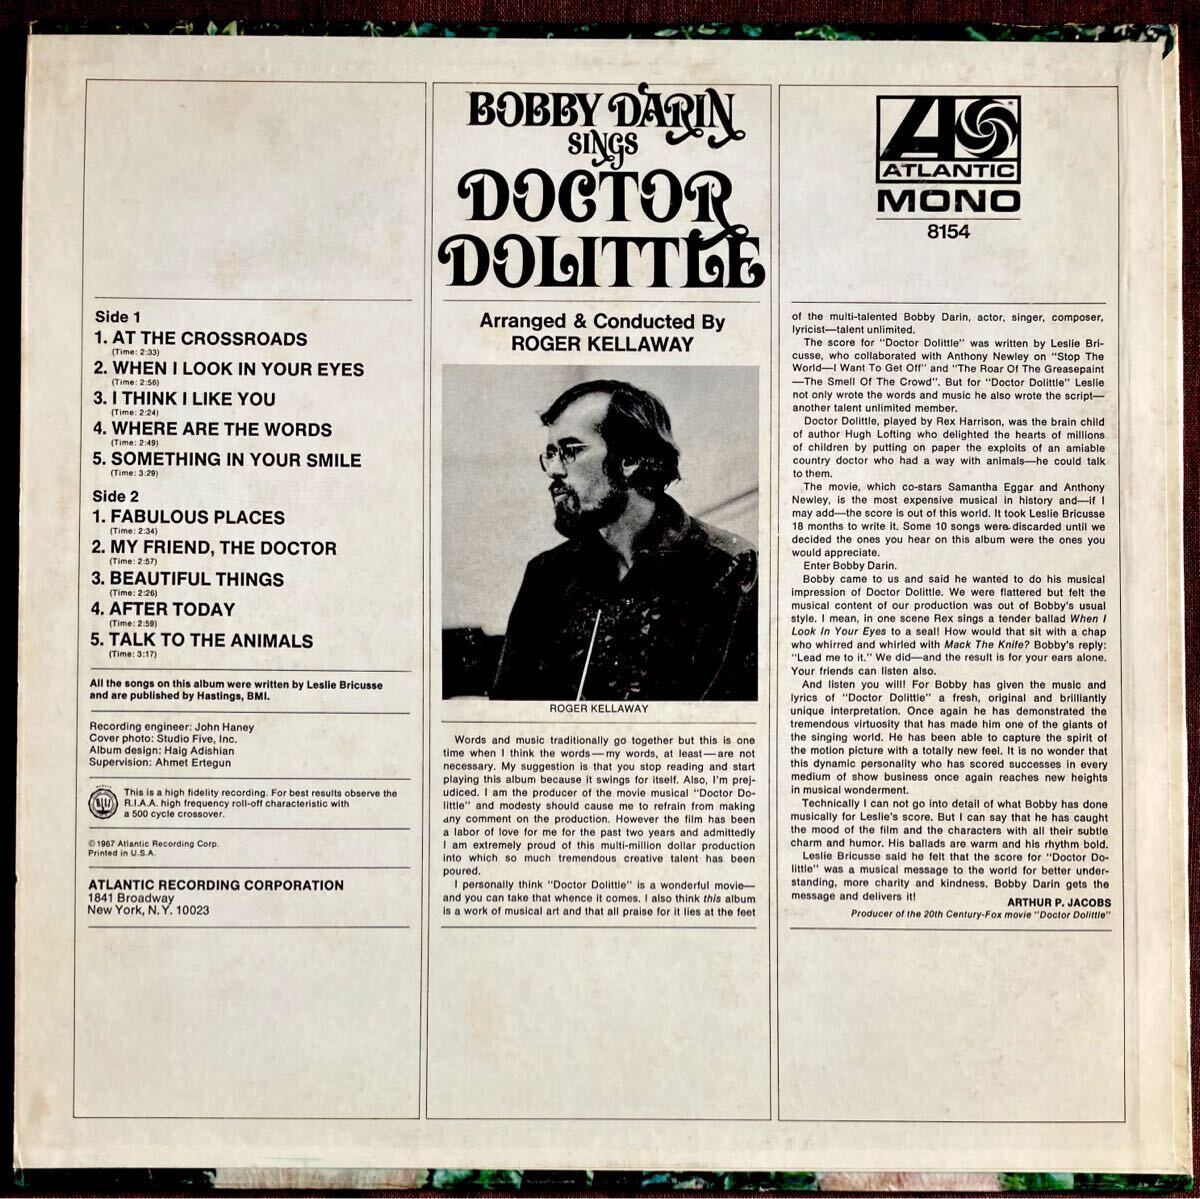 Side 1
1. AT THE CROSSROADS
(Time: 2:33)
2. WHEN I LOOK IN YOUR EYES
(Time: 2:56)
3. I THINK I LIKE YOU
(Time: 2:24)
4. WHERE ARE THE WORDS
(Time: 2:49)
5. SOMETHING IN YOUR SMILE
(Time: 3:29)
Side 2
1. FABULOUS PLACES
(Time: 2:34)
2. MY FRIEND, THE DOCTOR
(Time: 2:57)
3. BEAUTIFUL THINGS
(Time: 2:26)
4. AFTER TODAY
(Time: 2:59)
5. TALK TO THE ANIMALS
(Time: 3:17)
All the songs on this album were written by Leslie Bricusse
and are published by Hastings, BMI.
Recording engineer: John Haney
Cover photo: Studio Five, Inc.
Album design: Haig Adishian
Supervision: Ahmet Ertegun
This is a high fidelity recording. For best results observe the
R.I.A.A. high frequency roll-off characteristic with
a 500 cycle crossover.
©1967 Atlantic Recording Corp.
Printed in U.S.A.
ATLANTIC RECORDING CORPORATION
1841 Broadway
New York, N.Y. 10023
BOBBY DARIN
SINGS
DOCTOR
DOLITTLE
Arranged & Conducted By
ROGER KELLAWAY
ROGER KELLAWAY
Words and music traditionally go together but this is one
time when I think the words—my words, at least—are not
necessary. My suggestion is that you stop reading and start
playing this album because it swings for itself. Also, I'm prej-
udiced. I am the producer of the movie musical "Doctor Do-
little" and modesty should cause me to refrain from making
any comment on the production. However the film has been
a labor of love for me for the past two years and admittedly
I am extremely proud of this multi-million dollar production
into which so much tremendous creative talent has been
poured.
I personally think "Doctor Dolittle" is a wonderful movie—
and you can take that whence it comes. I also think this album
is a work of musical art and that all praise for it lies at the feet
ATLANTIC
MONO
8154
of the multi-talented Bobby Darin, actor, singer, composer,
lyricist—talent unlimited.
The score for "Doctor Dolittle" was written by Leslie Bri-
cusse, who collaborated with Anthony Newley on "Stop The
World—I Want To Get Off" and "The Roar Of The Greasepaint
—The Smell Of The Crowd". But for "Doctor Dolittle" Leslie
not only wrote the words and music he also wrote the script—
another talent unlimited member.
Doctor Dolittle, played by Rex Harrison, was the brain child
of author Hugh Lofting who delighted the hearts of millions
of children by putting on paper the exploits of an amiable
country doctor who had a way with animals—he could talk
to them.
The movie, which co-stars Samantha Eggar and Anthony
Newley, is the most expensive musical in history and—if I
may add—the score is out of this world. It took Leslie Bricusse
18 months to write it. Some 10 songs were discarded until we
decided the ones you hear on this album were the ones you
would appreciate.
Enter Bobby Darin.
Bobby came to us and said he wanted to do his musical
impression of Doctor Dolittle. We were flattered but felt the
musical content of our production was out of Bobby's usual
style. I mean, in one scene Rex sings a tender ballad When I
Look In Your Eyes to a seal! How would that sit with a chap
who whirred and whirled with Mack The Knife? Bobby's reply:
"Lead me to it." We did—and the result is for your ears alone.
Your friends can listen also.
And listen you will! For Bobby has given the music and
lyrics of "Doctor Dolittle" a fresh, original and brilliantly
unique interpretation. Once again he has demonstrated the
tremendous virtuosity that has made him one of the giants of
the singing world. He has been able to capture the spirit of
the motion picture with a totally new feel. It is no wonder that
this dynamic personality who has scored successes in every
medium of show business once again reaches new heights
in musical wonderment.
Technically I can not go into detail of what Bobby has done
musically for Leslie's score. But I can say that he has caught
the mood of the film and the characters with all their subtle
charm and humor. His ballads are warm and his rhythm bold.
Leslie Bricusse said he felt that the score for "Doctor Do-
little" was a musical message to the world for better under-
standing, more charity and kindness. Bobby Darin gets the
message and delivers it!
ARTHUR P. JACOBS
Producer of the 20th Century-Fox movie "Doctor Dolittle"